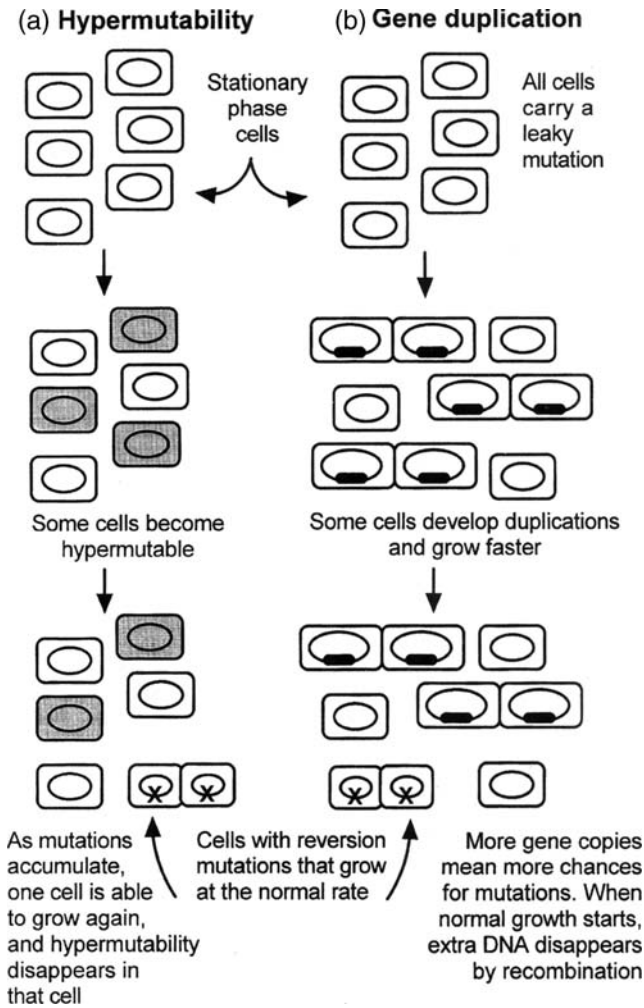 (a) Hypermutability
(b) Gene duplication
Stationary
phase
cells
All cells
carry a
leaky
mutation
Some cells become
hypermutable
Some cells develop duplications
and grow faster
As mutations
accumulate,
one cell is able
to grow again,
and hypermutability
disappears in
that cell
Cells with reversion
mutations that grow
at the normal rate
More gene copies
mean more chances
for mutations. When
normal growth starts,
extra DNA disappears
by recombination